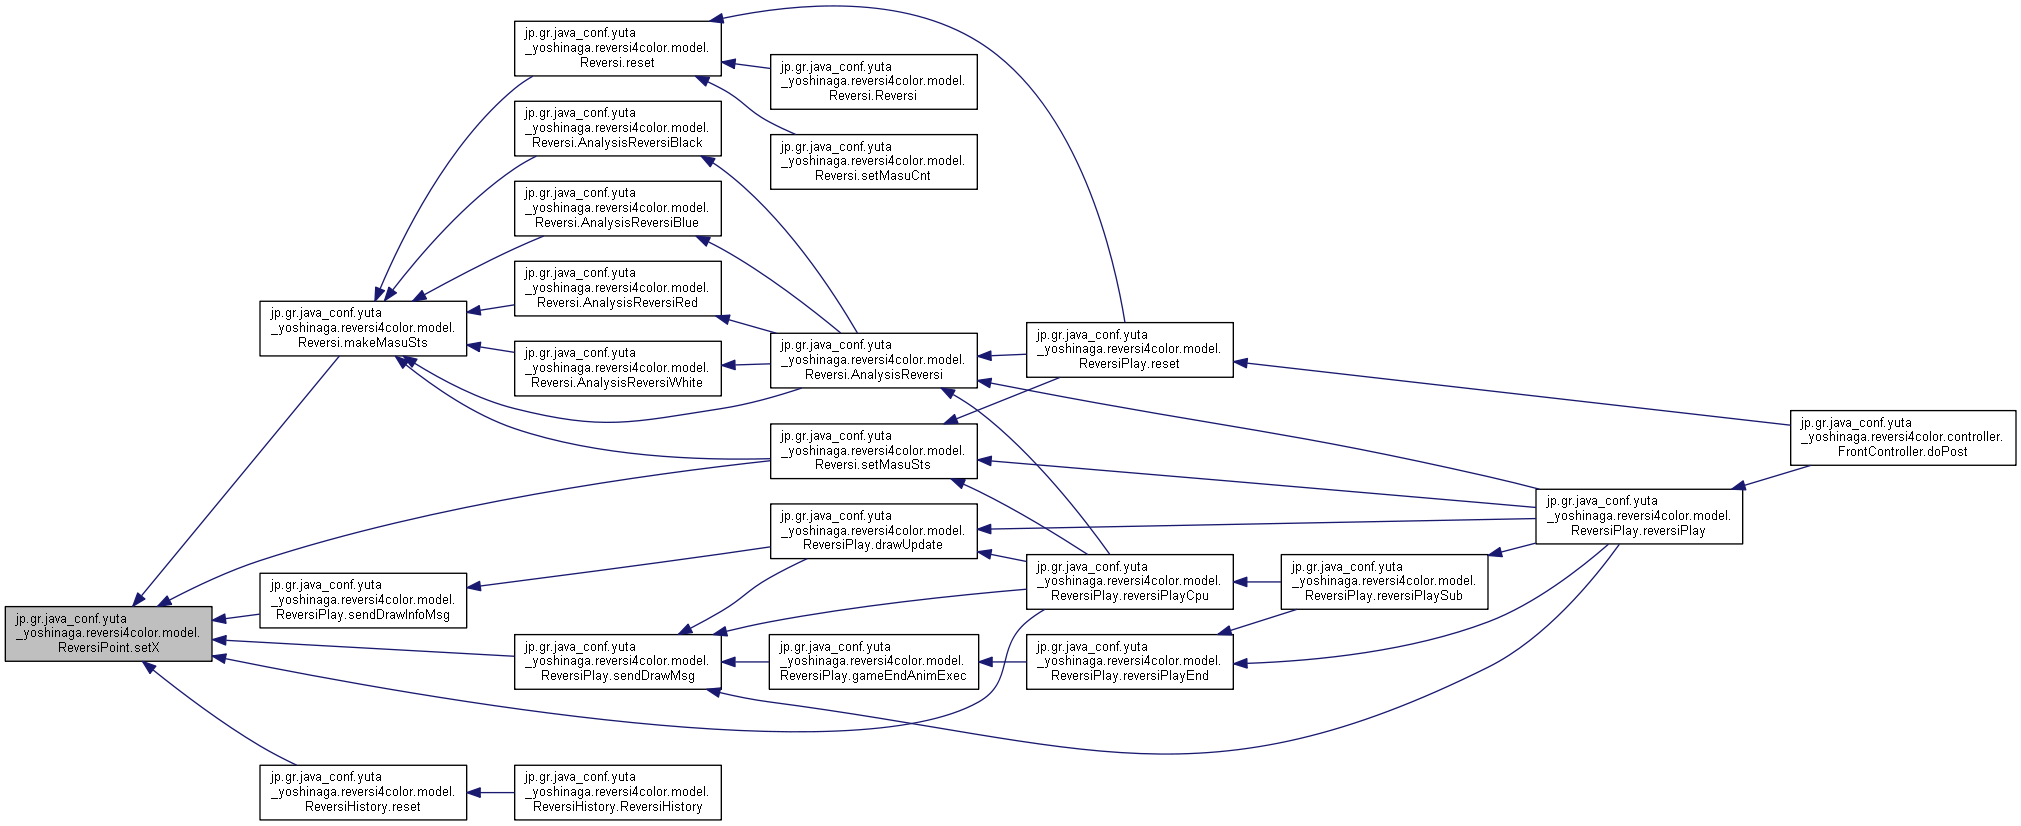 jp.gr.java_conf.yuta
_yoshinaga.reversi4color.model.
ReversiPoint.setX
jp.gr.java_conf.yuta
_yoshinaga.reversi4color.model.
Reversi.makeMasuSts
jp.gr.java_conf.yuta
_yoshinaga.reversi4color.model.
ReversiPlay.sendDrawInfoMsg
jp.gr.java_conf.yuta
_yoshinaga.reversi4color.model.
ReversiHistory.reset
jp.gr.java_conf.yuta
_yoshinaga.reversi4color.model.
Reversi.reset
jp.gr.java_conf.yuta
_yoshinaga.reversi4color.model.
Reversi.AnalysisReversiBlack
jp.gr.java_conf.yuta
_yoshinaga.reversi4color.model.
Reversi.AnalysisReversiBlue
jp.gr.java_conf.yuta
_yoshinaga.reversi4color.model.
Reversi.AnalysisReversiRed
jp.gr.java_conf.yuta
_yoshinaga.reversi4color.model.
Reversi.AnalysisReversiWhite
jp.gr.java_conf.yuta
_yoshinaga.reversi4color.model.
ReversiPlay.sendDrawMsg
jp.gr.java_conf.yuta
_yoshinaga.reversi4color.model.
ReversiHistory.ReversiHistory
jp.gr.java_conf.yuta
_yoshinaga.reversi4color.model.
Reversi.Reversi
jp.gr.java_conf.yuta
_yoshinaga.reversi4color.model.
Reversi.setMasuCnt
jp.gr.java_conf.yuta
_yoshinaga.reversi4color.model.
Reversi.AnalysisReversi
jp.gr.java_conf.yuta
_yoshinaga.reversi4color.model.
Reversi.setMasuSts
jp.gr.java_conf.yuta
_yoshinaga.reversi4color.model.
ReversiPlay.drawUpdate
jp.gr.java_conf.yuta
_yoshinaga.reversi4color.model.
ReversiPlay.gameEndAnimExec
jp.gr.java_conf.yuta
_yoshinaga.reversi4color.model.
ReversiPlay.reset
jp.gr.java_conf.yuta
_yoshinaga.reversi4color.model.
ReversiPlay.reversiPlayCpu
jp.gr.java_conf.yuta
_yoshinaga.reversi4color.model.
ReversiPlay.reversiPlayEnd
jp.gr.java_conf.yuta
_yoshinaga.reversi4color.model.
ReversiPlay.reversiPlaySub
jp.gr.java_conf.yuta
_yoshinaga.reversi4color.model.
ReversiPlay.reversiPlay
jp.gr.java_conf.yuta
_yoshinaga.reversi4color.controller.
FrontController.doPost